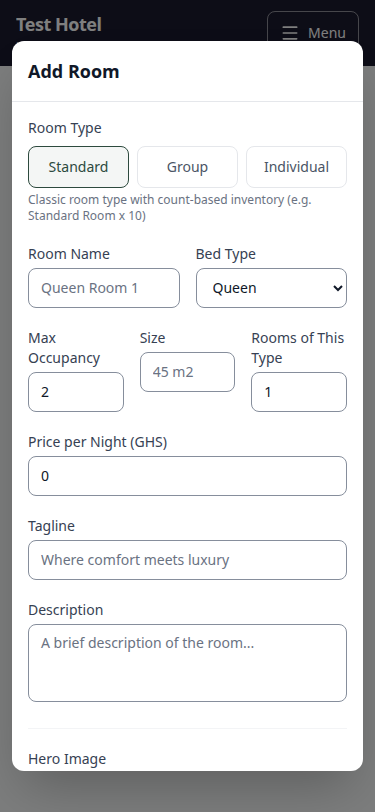 Test Hotel
Menu
Add Room
Room Type
Standard
Group
Individual
Classic room type with count-based inventory (e.g.
Standard Room x 10)
Room Name
Bed Type
Queen Room 1
Queen
Max
Occupancy
Size
Rooms of This
Type
2
45 m2
1
Price per Night (GHS)
0
Tagline
Where comfort meets luxury
Description
A brief description of the room...
Hero Image